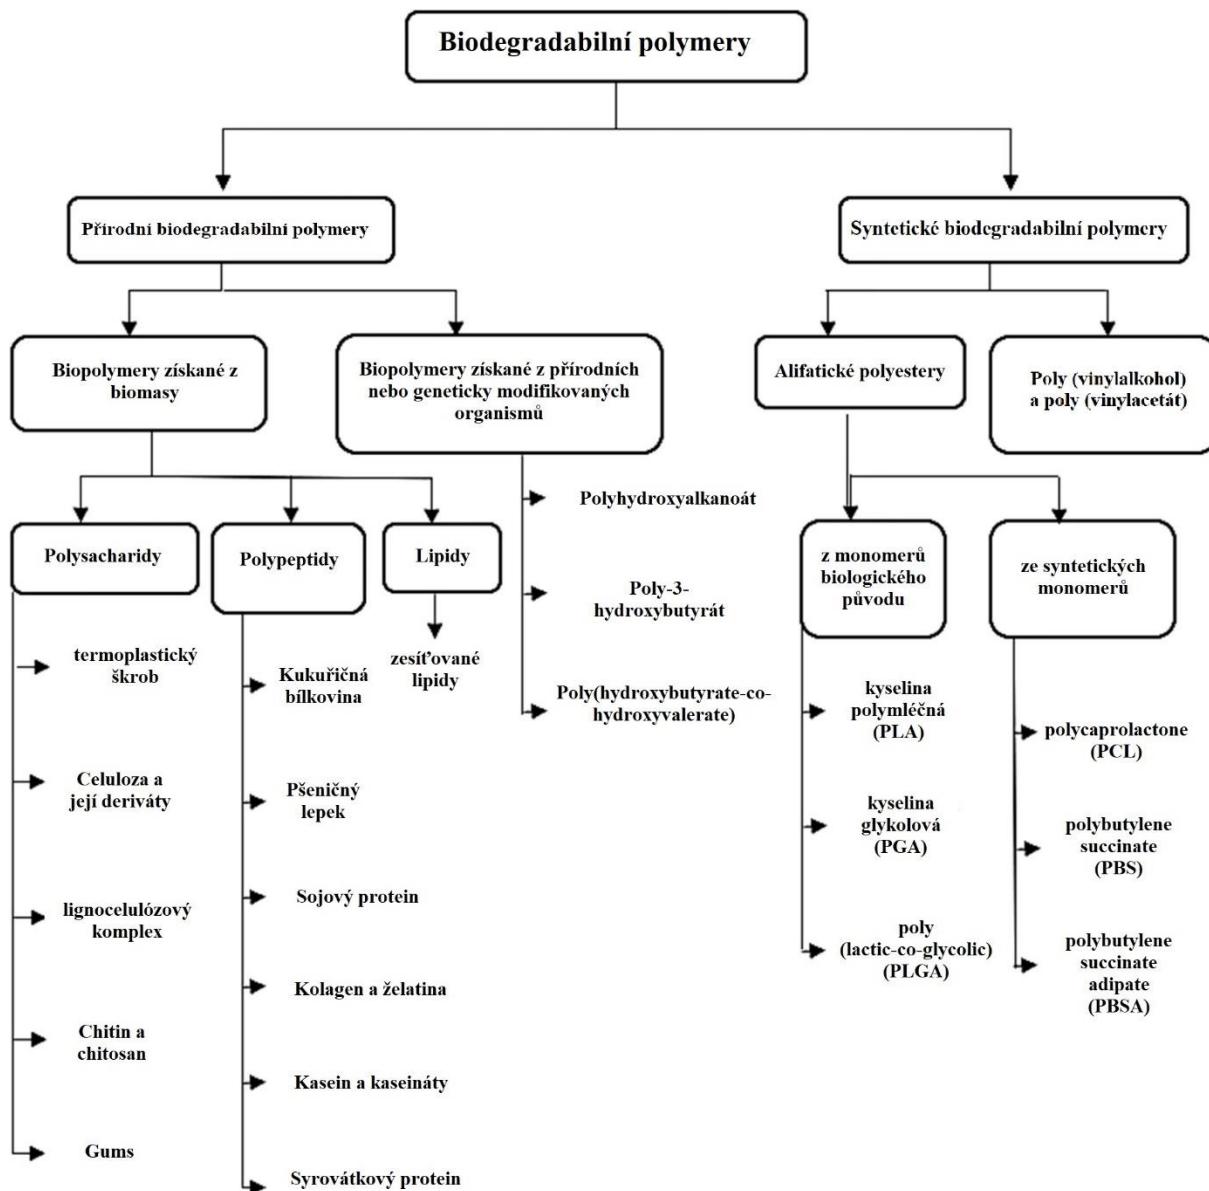 Biodegradabilní polymery
Přírodní biodegradabilní polymery
Syntetické biodegradabilní polymery
Biopolymery získané z
biomasy
Biopolymery získané z přírodních
nebo geneticky modifikovaných
organismů
Alifatické polyestery
Poly (vinylalkohol)
a poly (vinylacetát)
Polysacharidy
Polypeptidy
Lipidy
z monomerů
biologického
původu
ze syntetických
monomerů
termoplastický
škrob
Celuloza a
její deriváty
lignocelulózový
komplex
Chitin a
chitosan
Gums
Kukuřičná
bílkovina
Pšeničný
lepek
Sojový protein
Kolagen a želatina
Kasein a kaseináty
Syrovátkový protein
zesíťované
lipidy
Polyhydroxyalkanoát
Poly-3-
hydroxybutyrát
Poly(hydroxybutyrate-co-
hydroxyvalerate)
kyselina
polymléčná
(PLA)
kyselina
glykolová
(PGA)
poly
(lactic-co-glycolic)
(PLGA)
polycaprolactone
(PCL)
polybutylene
succinate
(PBS)
polybutylene
succinate
adipate
(PBSA)